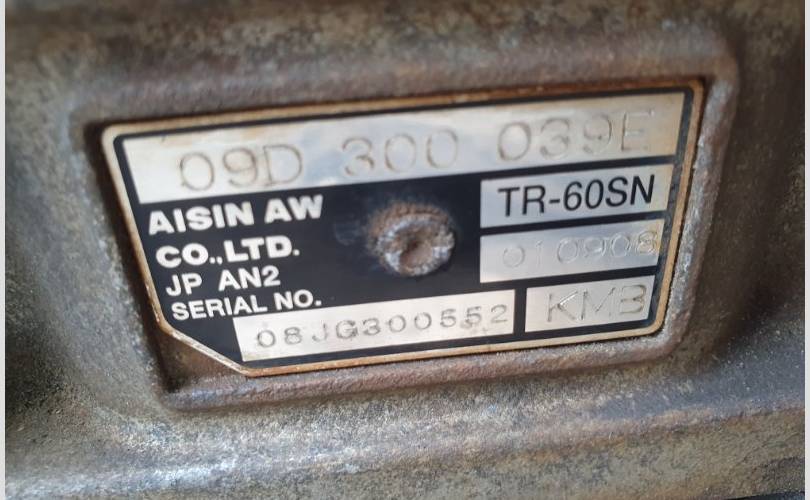 09D 300 039E
AISIN AW
CO.,LTD.
JP AN2
TR-60SN
010908
SERIAL NO.
08JG300552
KMB